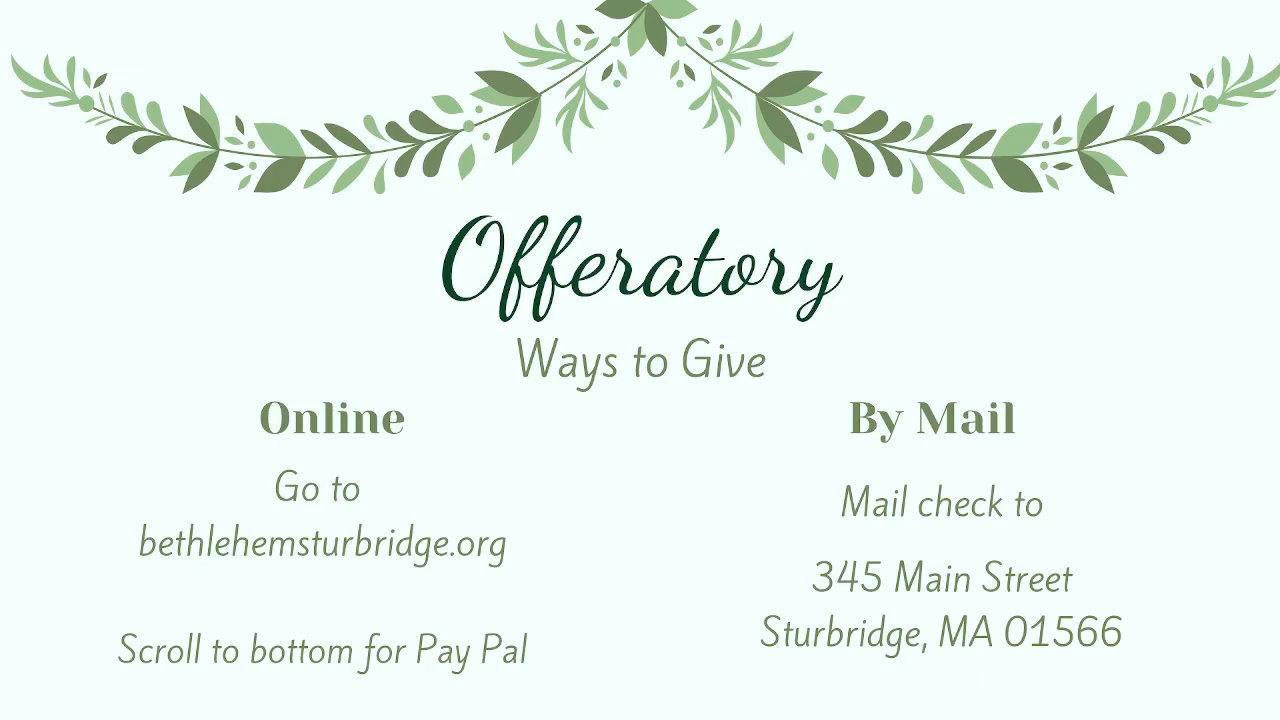 Offeratory
Ways to Give
Online
Go to
bethlehemsturbridge.org
Scroll to bottom for Pay Pal
By Mail
Mail check to
345 Main Street
Sturbridge, MA 01566